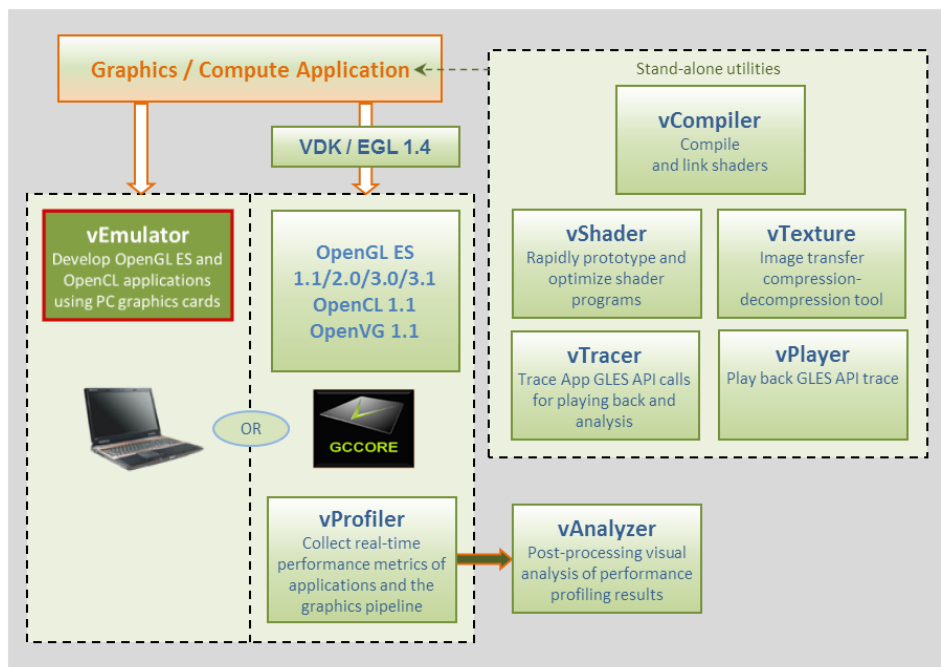 Graphics / Compute Application
VDK / EGL 1.4
vEmulator
Develop OpenGL ES and
OpenCL applications
using PC graphics cards
OpenGL ES
1.1/2.0/3.0/3.1
OpenCL 1.1
OpenVG 1.1
OR
GCCORE
vProfiler
Collect real-time
performance metrics of
applications and the
graphics pipeline
vAnalyzer
Post-processing visual
analysis of performance
profiling results
Stand-alone utilities
vCompiler
Compile
and link shaders
vShader
Rapidly prototype and
optimize shader
programs
vTexture
Image transfer
compression-
decompression tool
vTracer
Trace App GLES API calls
for playing back and
analysis
vPlayer
Play back GLES API trace